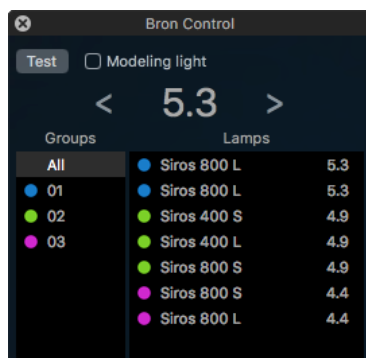 Bron Control
Test Modeling light
< 5.3 >
Groups Lamps
All Siros 800 L 5.3
01 Siros 800 L 5.3
02 Siros 400 S 4.9
03 Siros 400 L 4.9
Siros 800 S 4.9
Siros 800 S 4.4
Siros 800 L 4.4